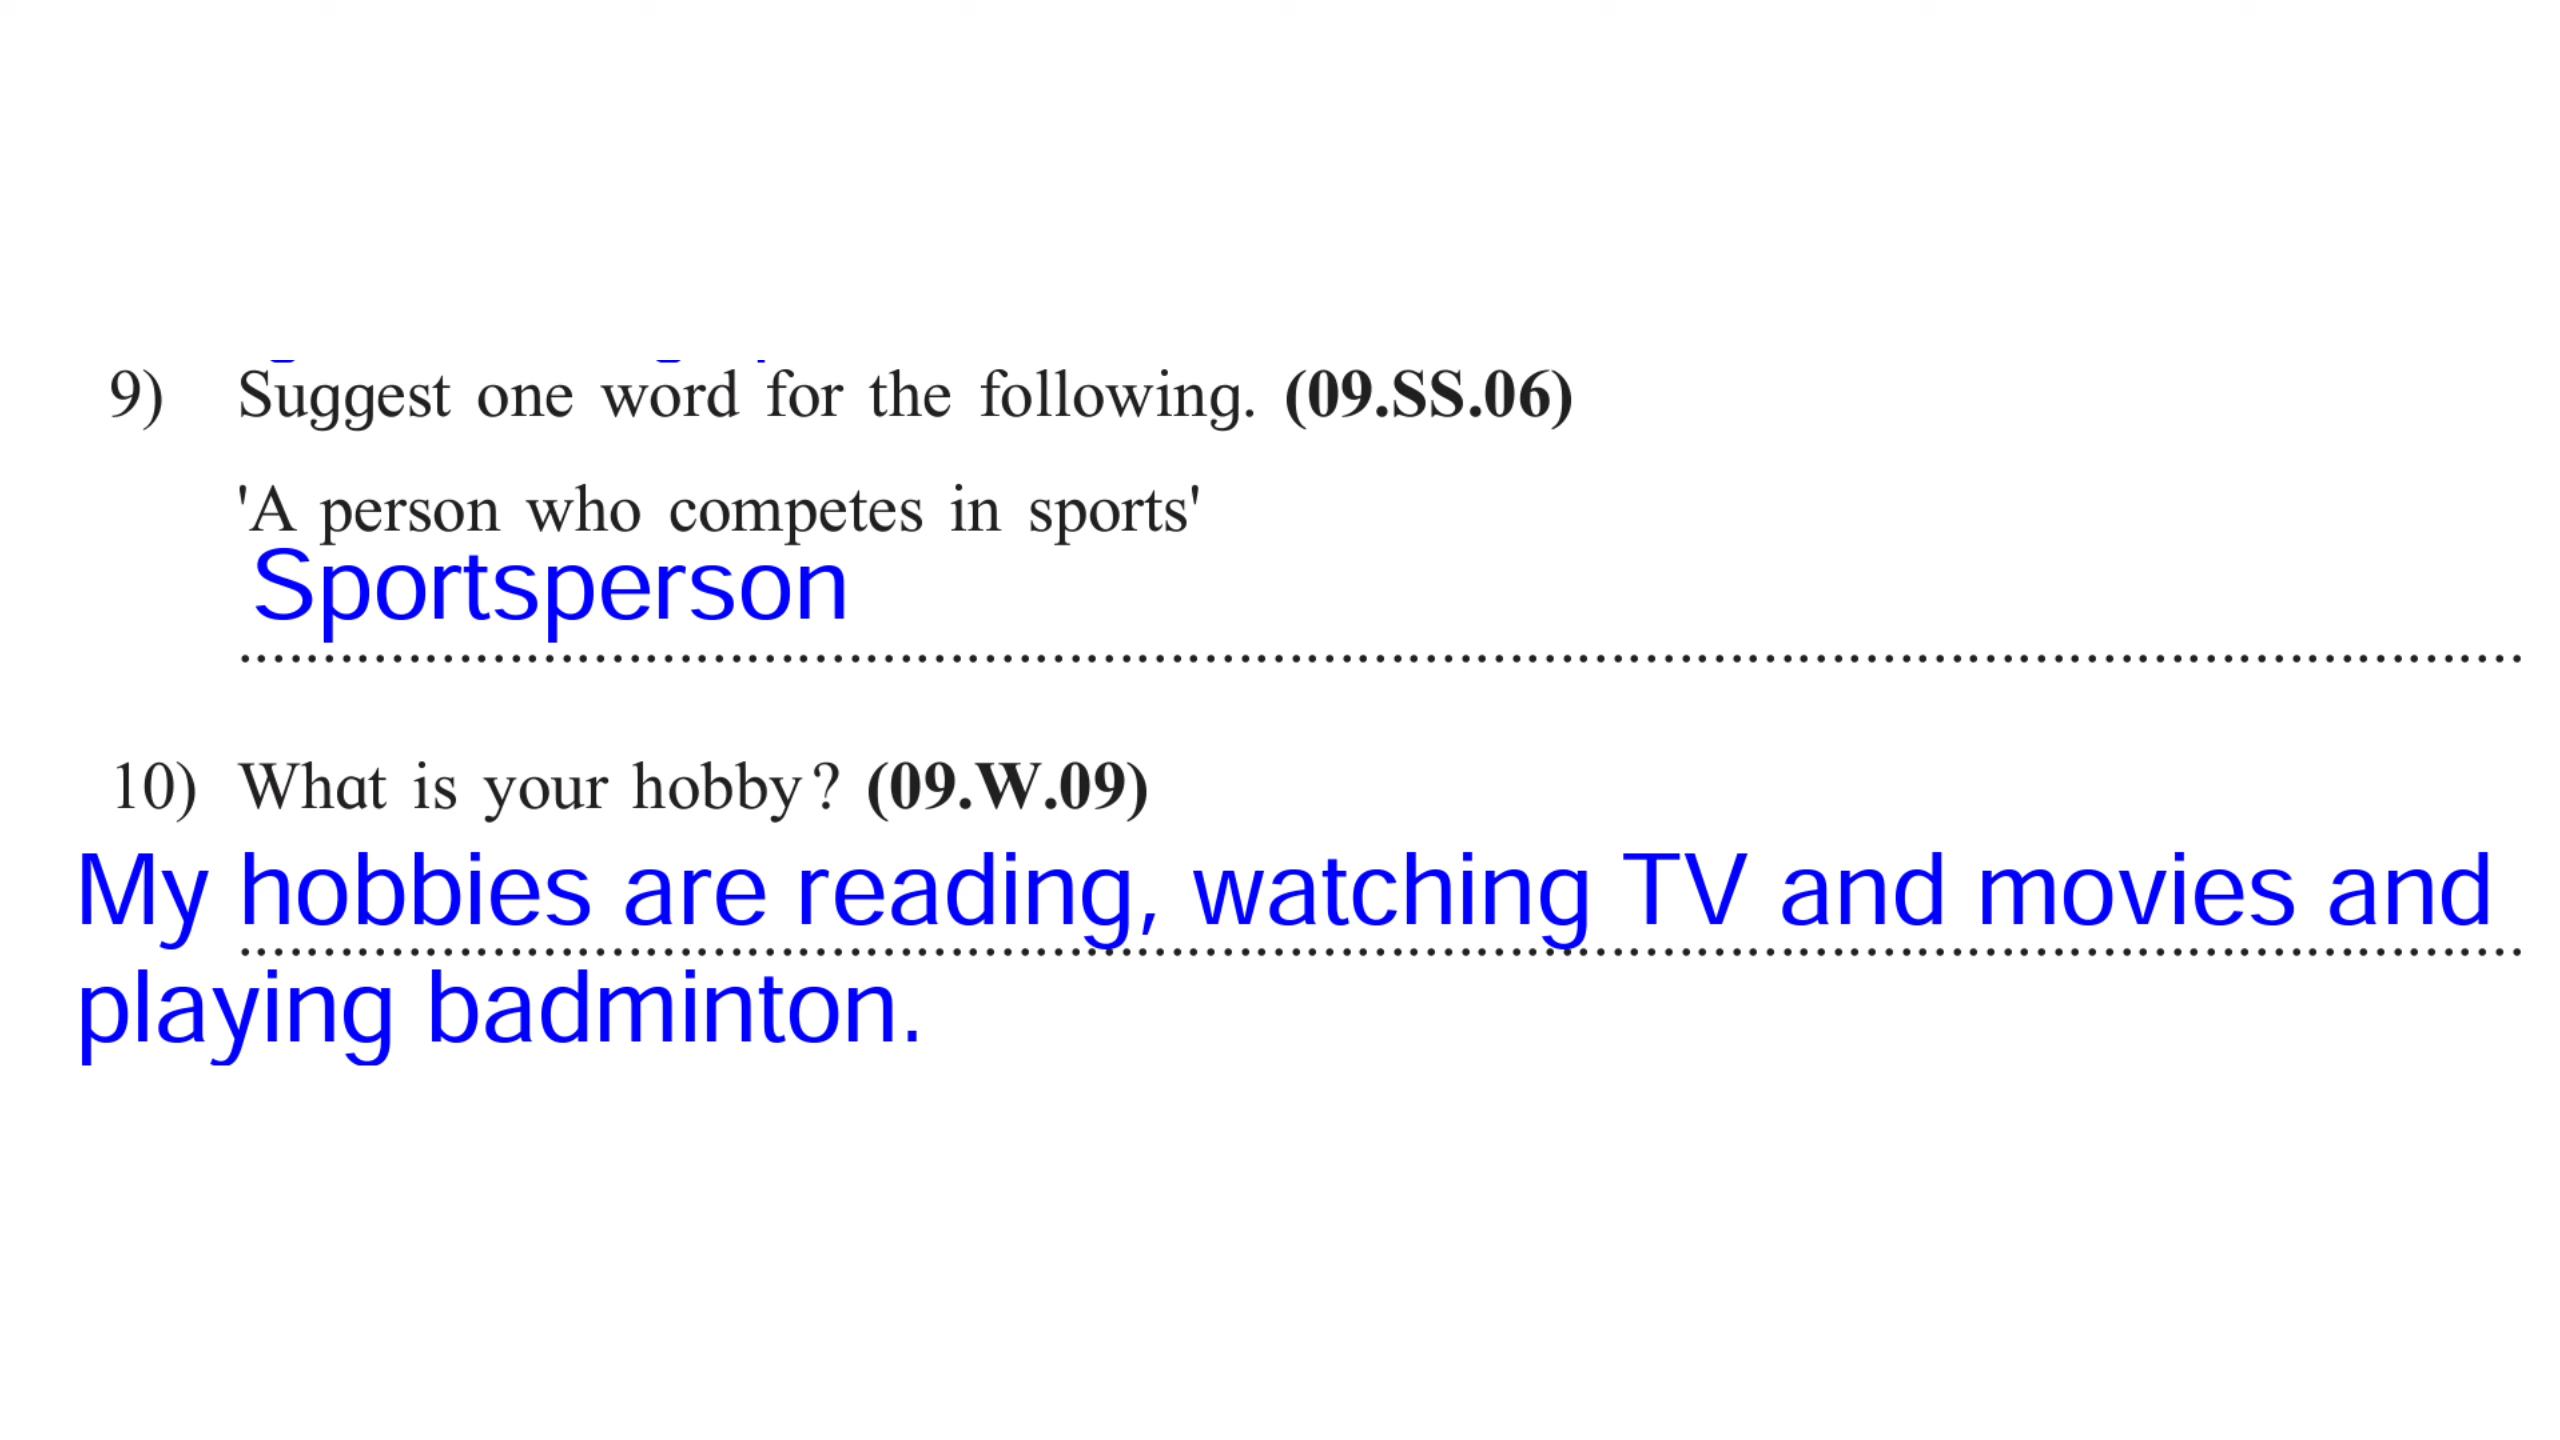 9) Suggest one word for the following. (09.SS.06)
'A person who competes in sports'
Sportsperson
10) What is your hobby? (09.W.09)
My hobbies are reading, watching TV and movies and
playing badminton.